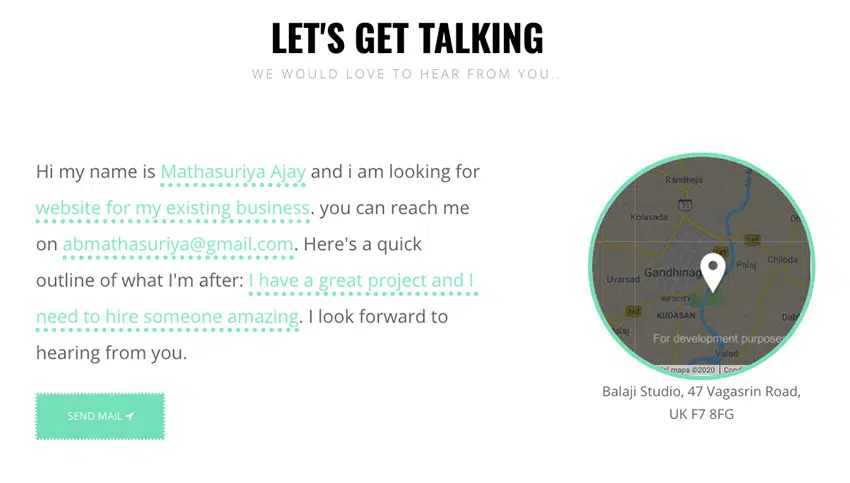 LET'S GET TALKING
WE WOULD LOVE TO HEAR FROM YOU..
Hi my name is Mathasuriya Ajay and i am looking for
website for my existing business. you can reach me
on abmathasuriya@gmail.com. Here's a quick
outline of what I'm after: I have a great project and I
need to hire someone amazing. I look forward to
hearing from you.
SEND MAIL
Randheja
71
Kolavada
147
147
Palaj
Chiloda
Uvarsad
Gandhinag
INFOCITY
KUDASAN
For development purposes
Valad
mapa ©2020
Balaji Studio, 47 Vagasrin Road,
UK F7 8FG